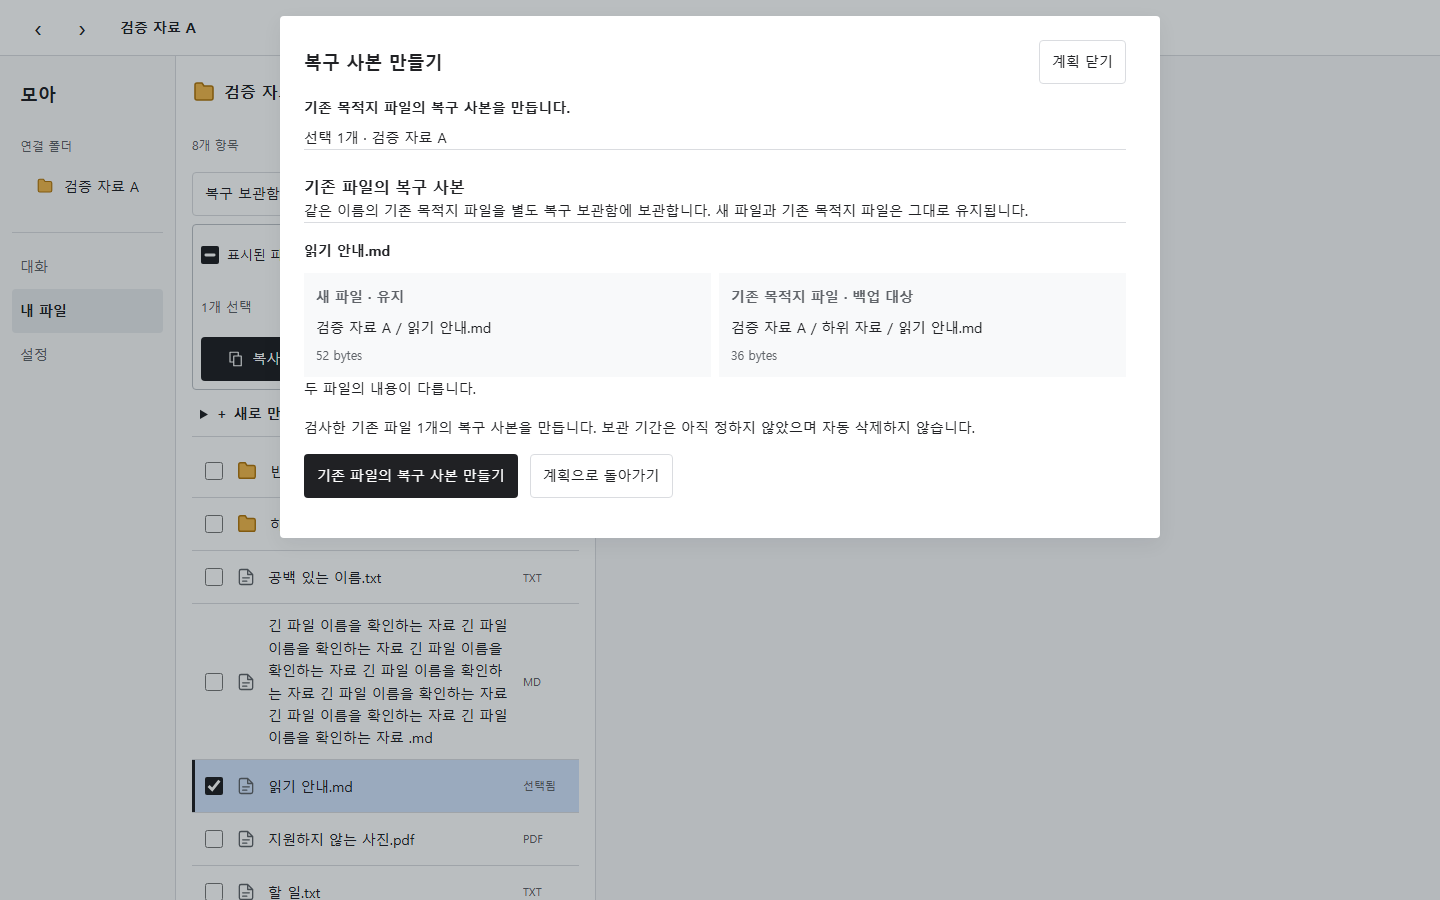 검증 자료 A
모아
연결 폴더
검증 자료 A
대화
내 파일
설정
검증 자
8개 항목
복구 보관함
표시된
1개 선택
복사
+ 새로 만
공백 있는 이름.txt
TXT
긴 파일 이름을 확인하는 자료 긴 파일
이름을 확인하는 자료 긴 파일 이름을
확인하는 자료 긴 파일 이름을 확인하
는 자료 긴 파일 이름을 확인하는 자료
긴 파일 이름을 확인하는 자료 긴 파일
이름을 확인하는 자료 .md
MD
읽기 안내.md
선택됨
지원하지 않는 사진.pdf
PDF
할 일.txt
TXT
복구 사본 만들기
계획 닫기
기존 목적지 파일의 복구 사본을 만듭니다.
선택 1개 · 검증 자료 A
기존 파일의 복구 사본
같은 이름의 기존 목적지 파일을 별도 복구 보관함에 보관합니다. 새 파일과 기존 목적지 파일은 그대로 유지됩니다.
읽기 안내.md
새 파일 · 유지
검증 자료 A / 읽기 안내.md
52 bytes
기존 목적지 파일 · 백업 대상
검증 자료 A / 하위 자료 / 읽기 안내.md
36 bytes
두 파일의 내용이 다릅니다.
검사한 기존 파일 1개의 복구 사본을 만듭니다. 보관 기간은 아직 정하지 않았으며 자동 삭제하지 않습니다.
기존 파일의 복구 사본 만들기
계획으로 돌아가기